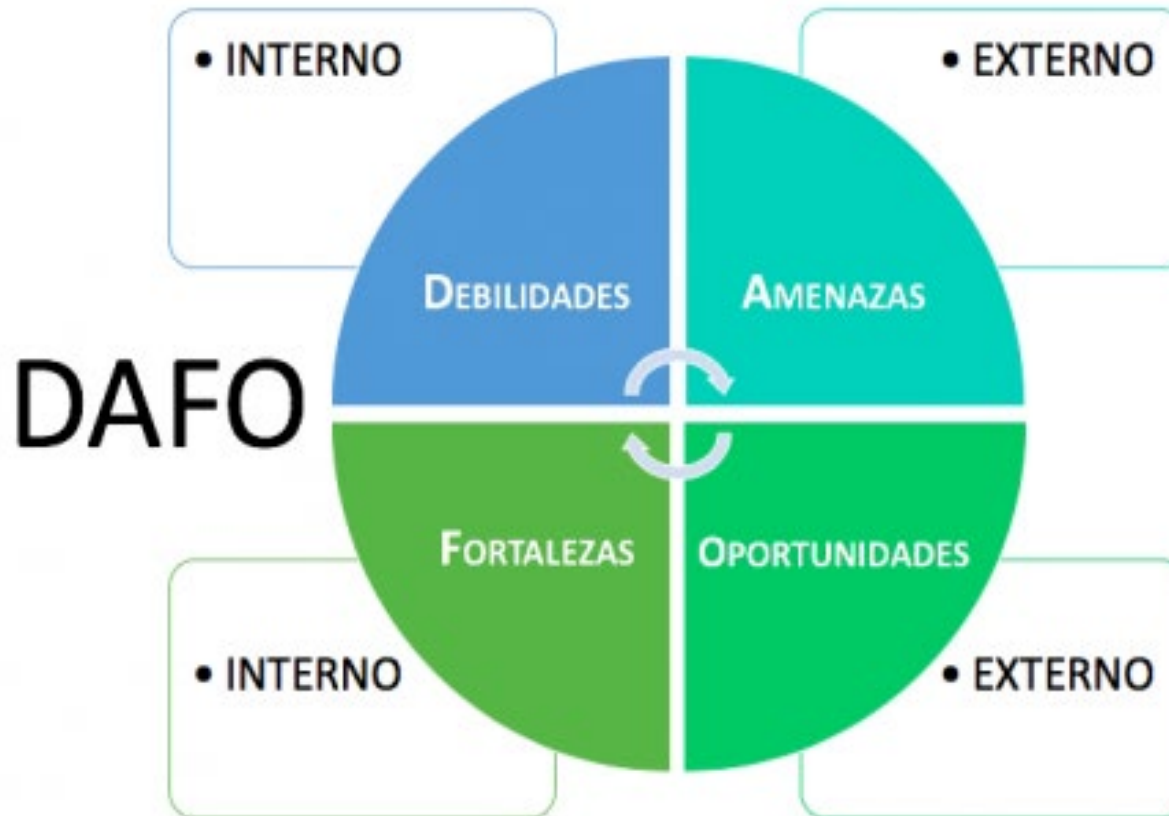 • INTERNO
• EXTERNO
DEBILIDADES
AMENAZAS
DAFO
FORTALEZAS
OPORTUNIDADES
• INTERNO
• EXTERNO